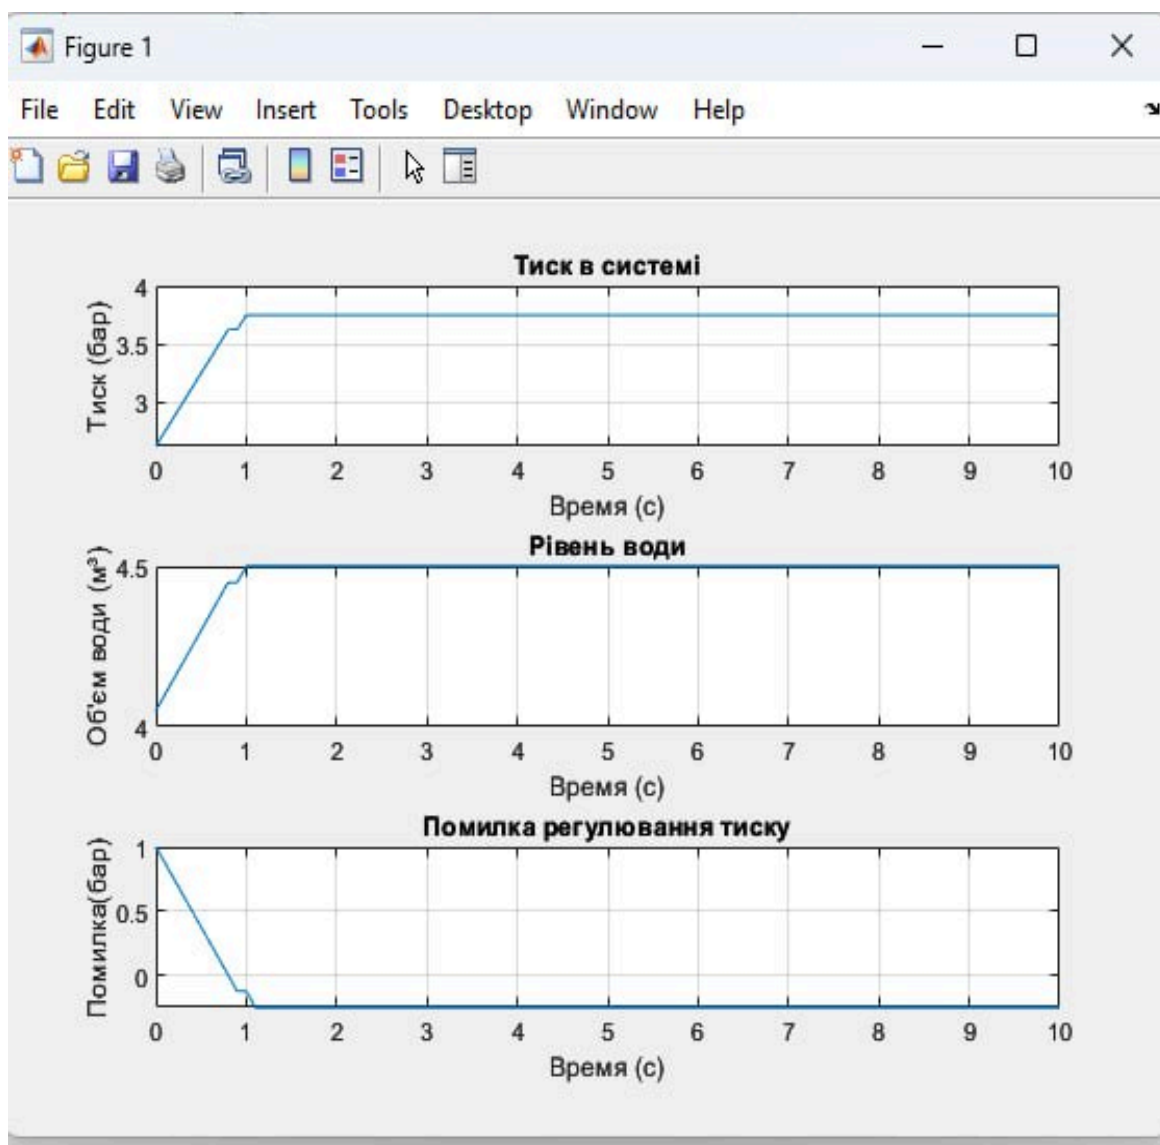 Figure 1
File Edit View Insert Tools Desktop Window Help
Тиск в системі
Тиск (бар)
4
3.5
3
0 1 2 3 4 5 6 7 8 9 10
Время (с)
Рівень води
Об'єм води (м³)
4.5
4
0 1 2 3 4 5 6 7 8 9 10
Время (с)
Помилка регулювання тиску
Помилка(бар)
1
0.5
0
0 1 2 3 4 5 6 7 8 9 10
Время (с)